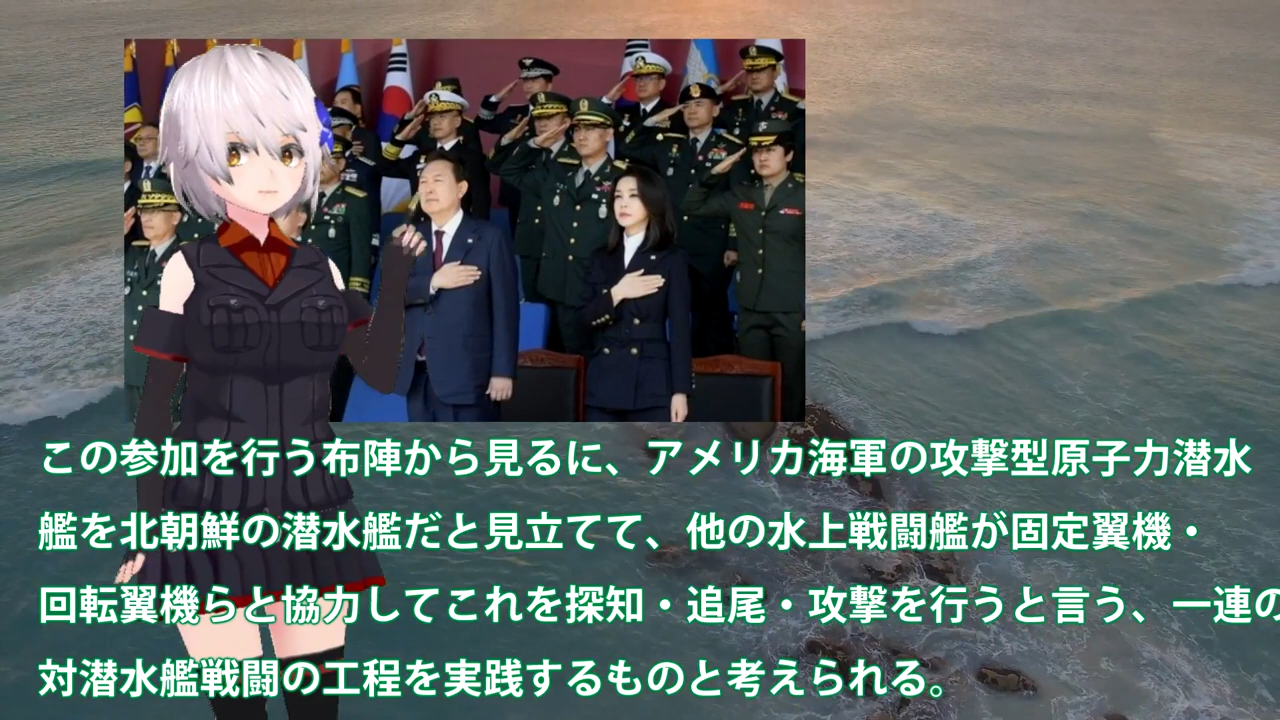 この参加を行う布陣から見るに、アメリカ海軍の攻撃型原子力潜水
艦を北朝鮮の潜水艦だと見立てて、他の水上戦闘艦が固定翼機・
回転翼機らと協力してこれを探知・追尾・攻撃を行うと言う、一連の
対潜水艦戦闘の工程を実践するものと考えられる。